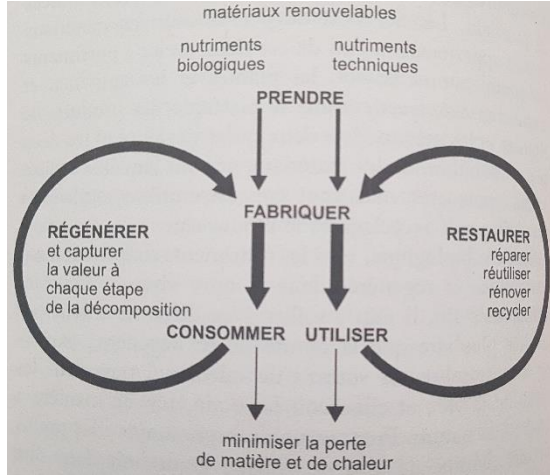 matériaux renouvelables
nutriments
biologiques
nutriments
techniques
PRENDRE
FABRIQUER
RÉGÉNÉRER
et capturer
la valeur à
chaque étape
de la décomposition
RESTAURER
réparer
réutiliser
rénover
recycler
CONSOMMER
UTILISER
minimiser la perte
de matière et de chaleur